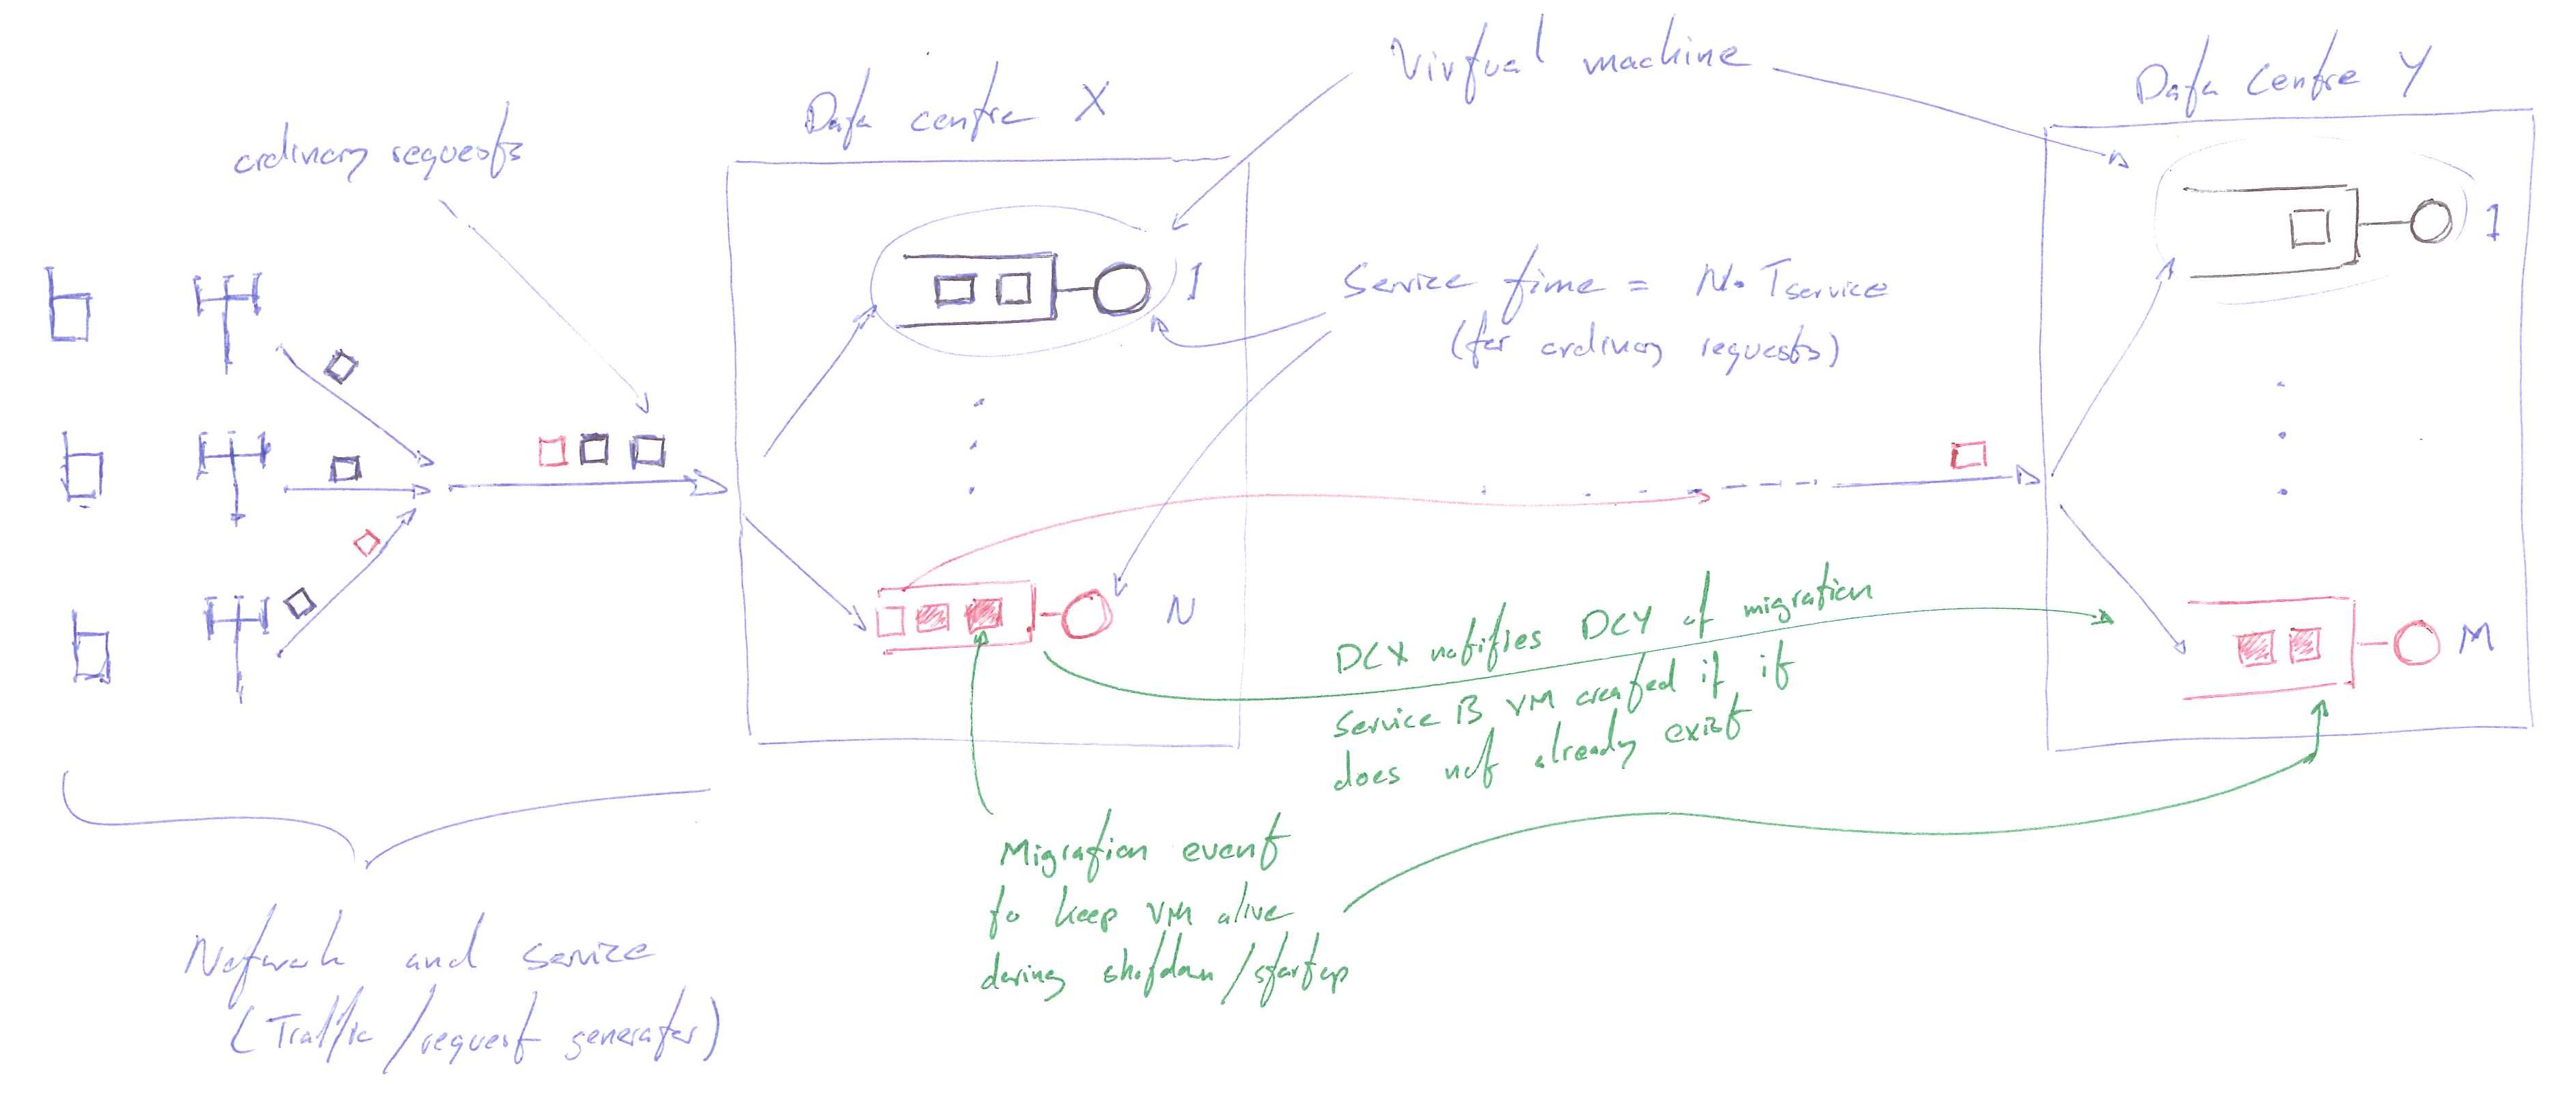 Virtual machine
Data centre X
Data Centre Y
ordinary requests
1
1
Service time = N · Tservice
(for ordinary requests)
N
M
DCX notifies DCY of migration
Service B VM created if it
does not already exist
Migration event
to keep VM alive
during shutdown / startup
Network and service
(Traffic / request generator)